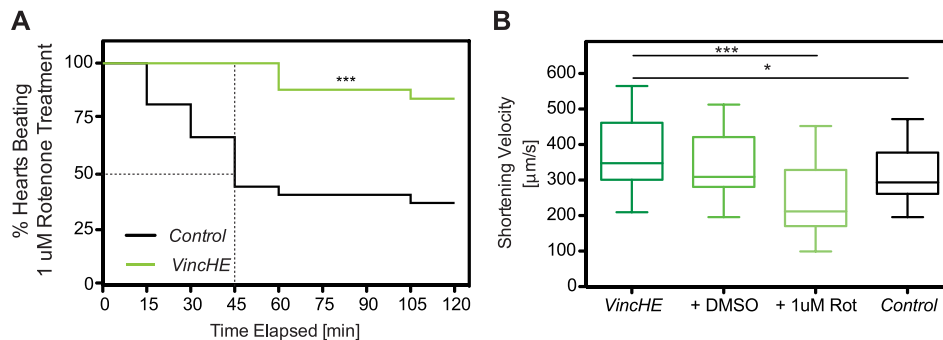 A
% Hearts Beating
1 uM Rotenone Treatment
100
75
50
25
0
Control
VincHE
***
0 15 30 45 60 75 90 105 120
Time Elapsed [min]
B
Shortening Velocity
[µm/s]
600
500
400
300
200
100
0
***
*
VincHE + DMSO + 1uM Rot Control